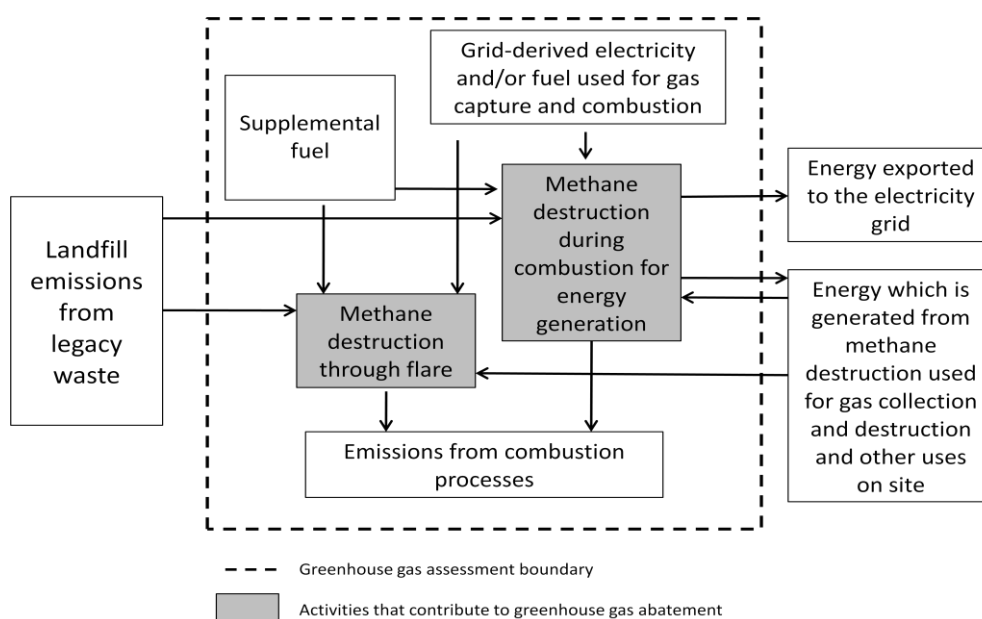 Grid-derived electricity
and/or fuel used for gas
capture and combustion
Supplemental
fuel
Methane
destruction
during
combustion for
energy
generation
Energy exported
to the electricity
grid
Landfill
emissions
from
legacy
waste
Methane
destruction
through flare
Energy which is
generated from
methane
destruction used
for gas collection
and destruction
and other uses
on site
Emissions from combustion
processes
Greenhouse gas assessment boundary
Activities that contribute to greenhouse gas abatement